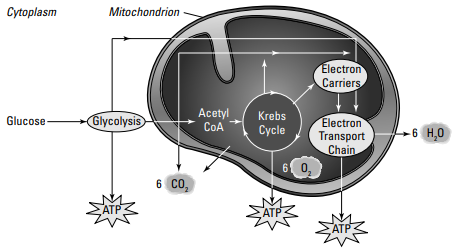 Cytoplasm
Mitochondrion
Electron
Carriers
Glucose
Glycolysis
Acetyl
CoA
Krebs
Cycle
Electron
Transport
Chain
6 H₂O
6 O₂
6 CO₂
ATP
ATP
ATP